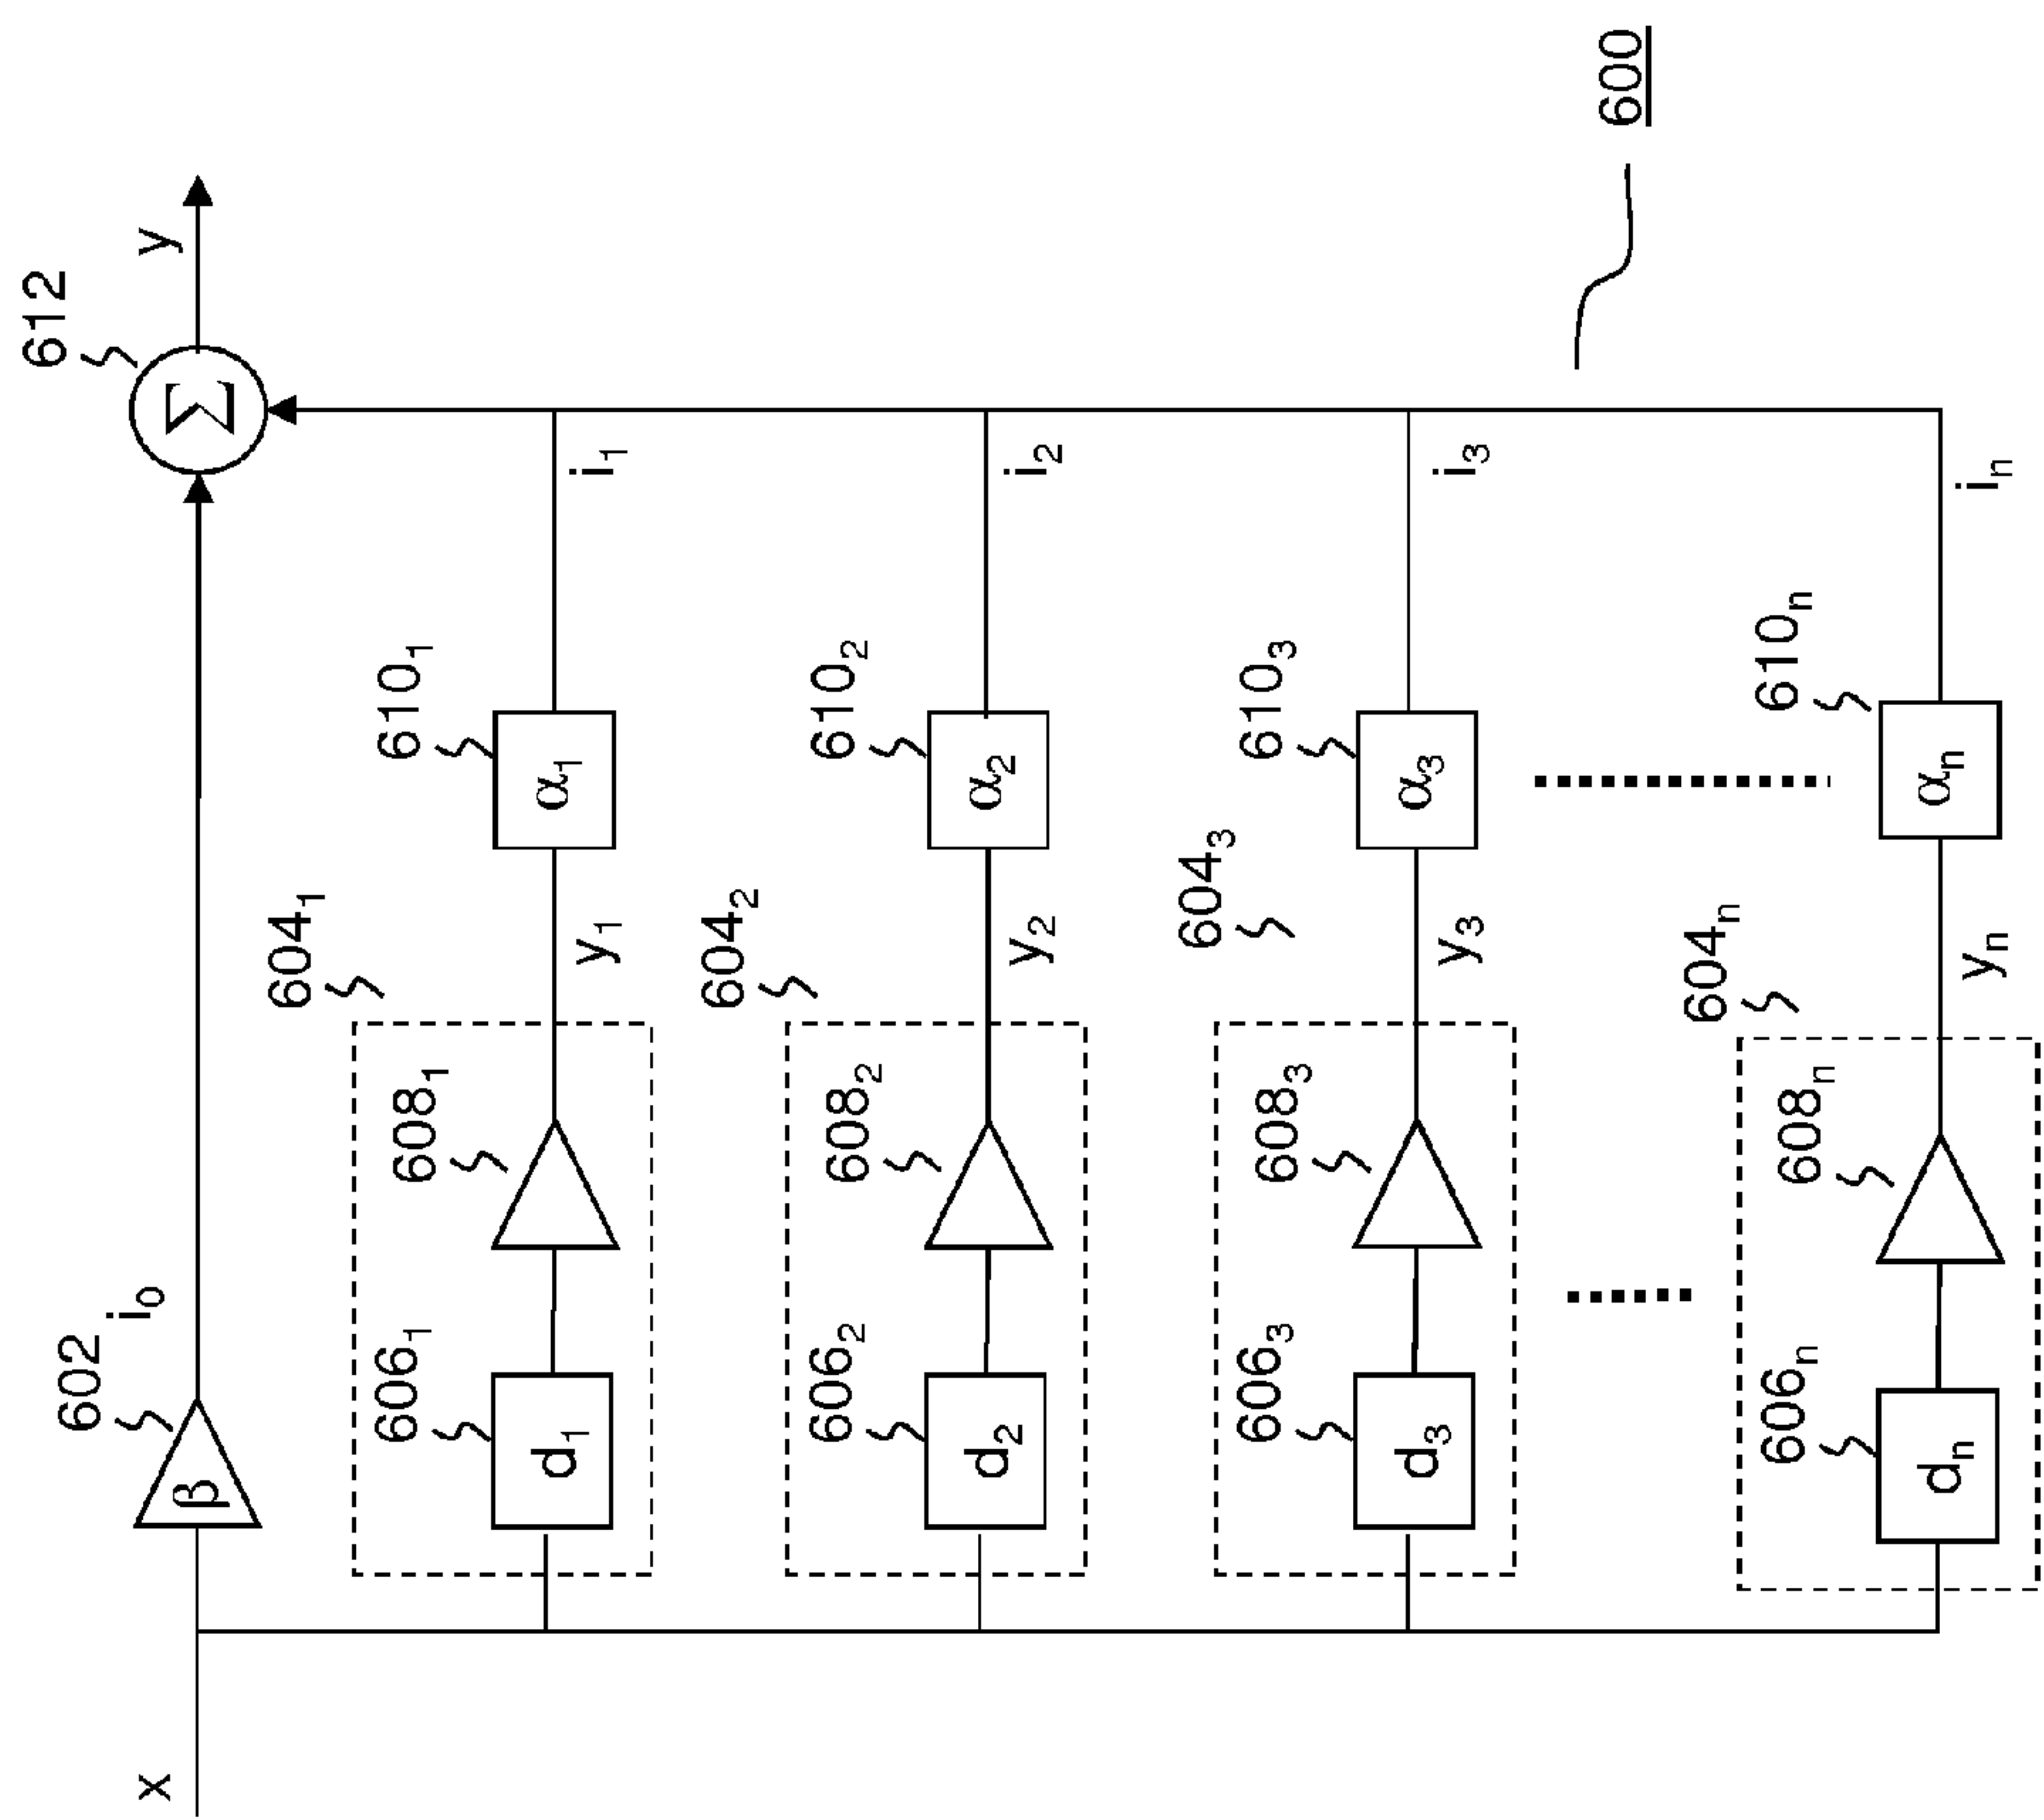 x
602
β
i₀
612
Σ
y
604₁
606₁
d₁
608₁
y₁
610₁
α₁
i₁
604₂
606₂
d₂
608₂
y₂
610₂
α₂
i₂
604₃
606₃
d₃
608₃
y₃
610₃
α₃
i₃
604ₙ
606ₙ
dₙ
608ₙ
yₙ
610ₙ
αₙ
iₙ
600